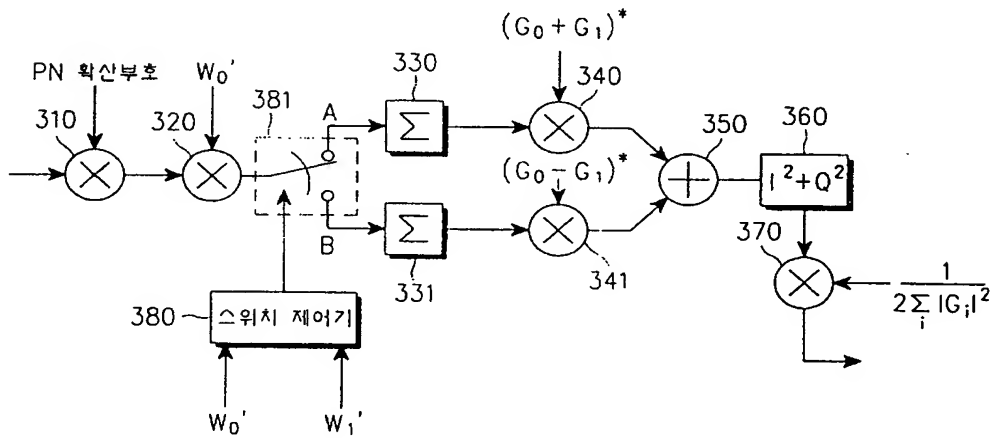 (G₀ + G₁)*
PN 확산부호
W₀'
330
340
310
320
381
A
Σ
350
360
(G₀ - G₁)*
I²+Q²
B
Σ
370
331
341
1
2Σ|Gᵢ|²
i
380
스위치 제어기
W₀'
W₁'